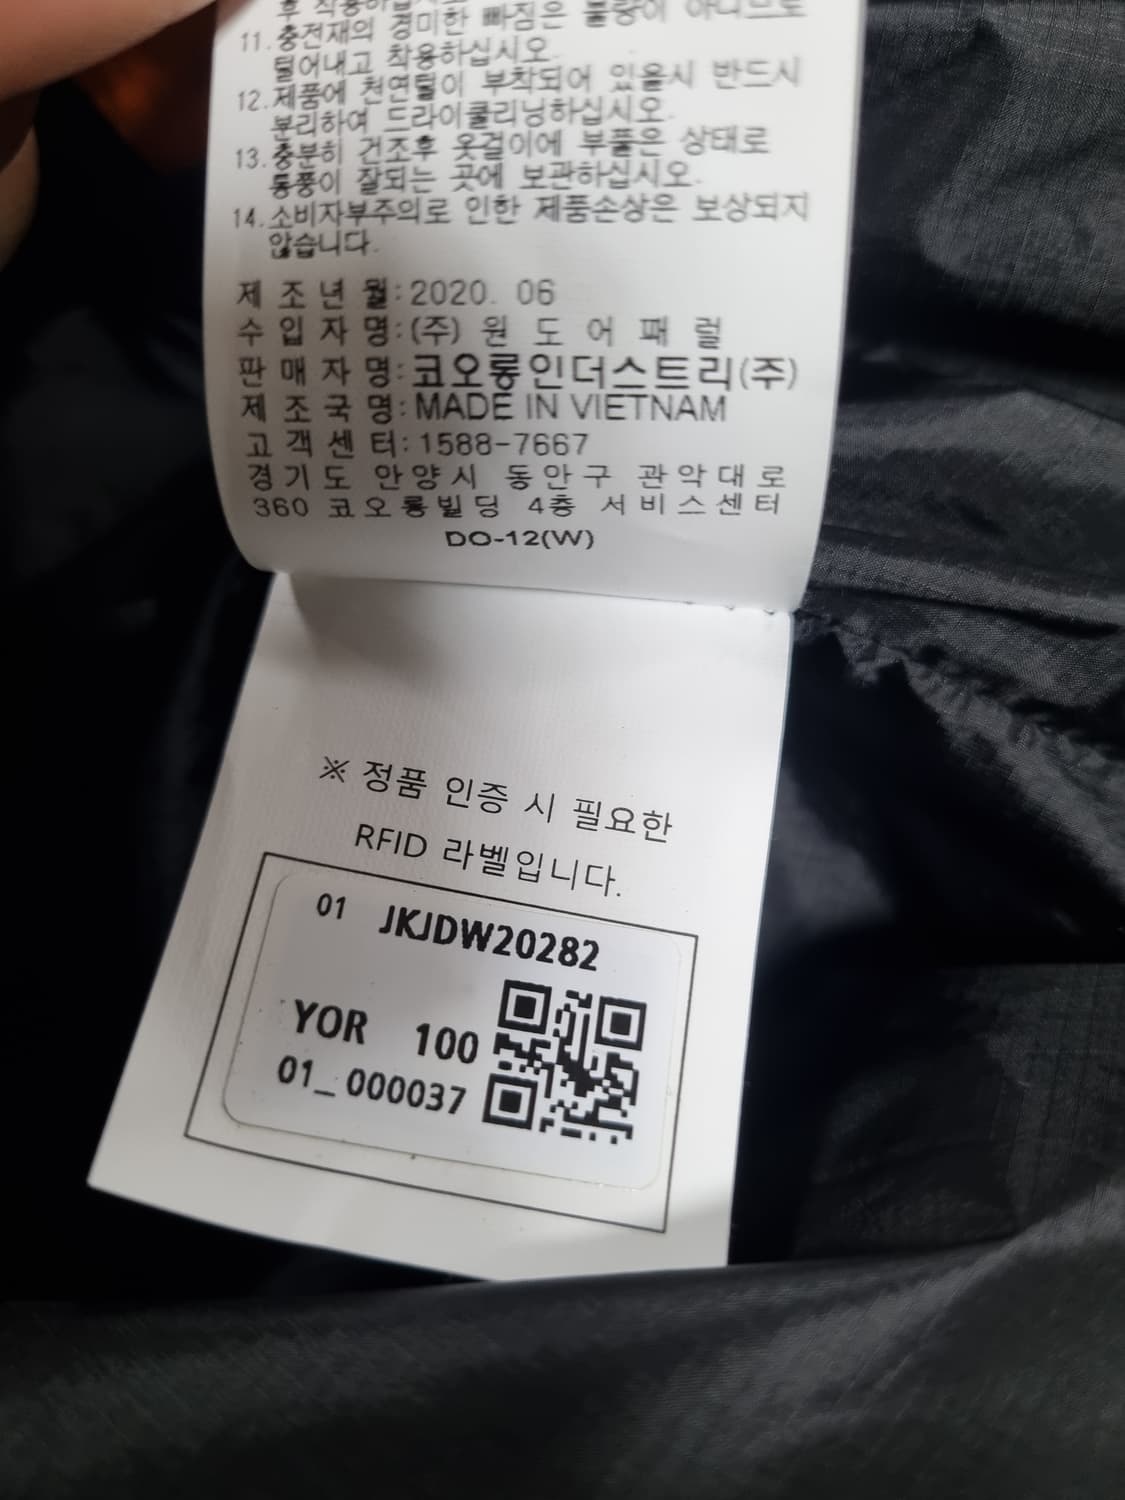 후 착용하십시오.
11. 충전재의 경미한 빠짐은 불량이 아니므로
털어내고 착용하십시오.
12. 제품에 천연털이 부착되어 있을시 반드시
분리하여 드라이클리닝하십시오.
13. 충분히 건조후 옷걸이에 부풀은 상태로
통풍이 잘되는 곳에 보관하십시오.
14. 소비자부주의로 인한 제품손상은 보상되지
않습니다.
제 조 년 월: 2020. 06
수 입 자 명: (주) 원 도 어 패 럴
판 매 자 명: 코오롱인더스트리(주)
제 조 국 명: MADE IN VIETNAM
고 객 센 터: 1588-7667
경기도 안양시 동안구 관악대로
360 코오롱빌딩 4층 서비스센터
DO-12(W)
※ 정품 인증 시 필요한
RFID 라벨입니다.
01 JKJDW20282
YOR 100
01_000037